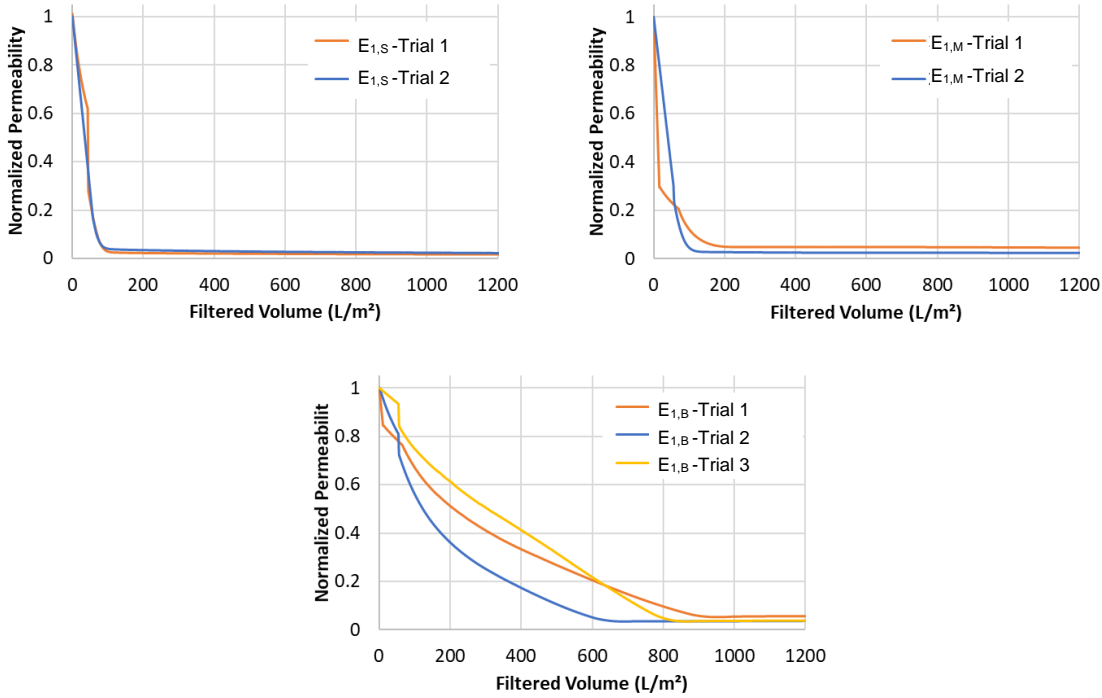 Normalized Permeability
1
0.8
0.6
0.4
0.2
0
0 200 400 600 800 1000 1200
Filtered Volume (L/m²)
E1,S -Trial 1
E1,S -Trial 2
Normalized Permeability
1
0.8
0.6
0.4
0.2
0
0 200 400 600 800 1000 1200
Filtered Volume (L/m²)
E1,M -Trial 1
E1,M -Trial 2
Normalized Permeabilit
1
0.8
0.6
0.4
0.2
0
0 200 400 600 800 1000 1200
Filtered Volume (L/m²)
E1,B -Trial 1
E1,B -Trial 2
E1,B -Trial 3